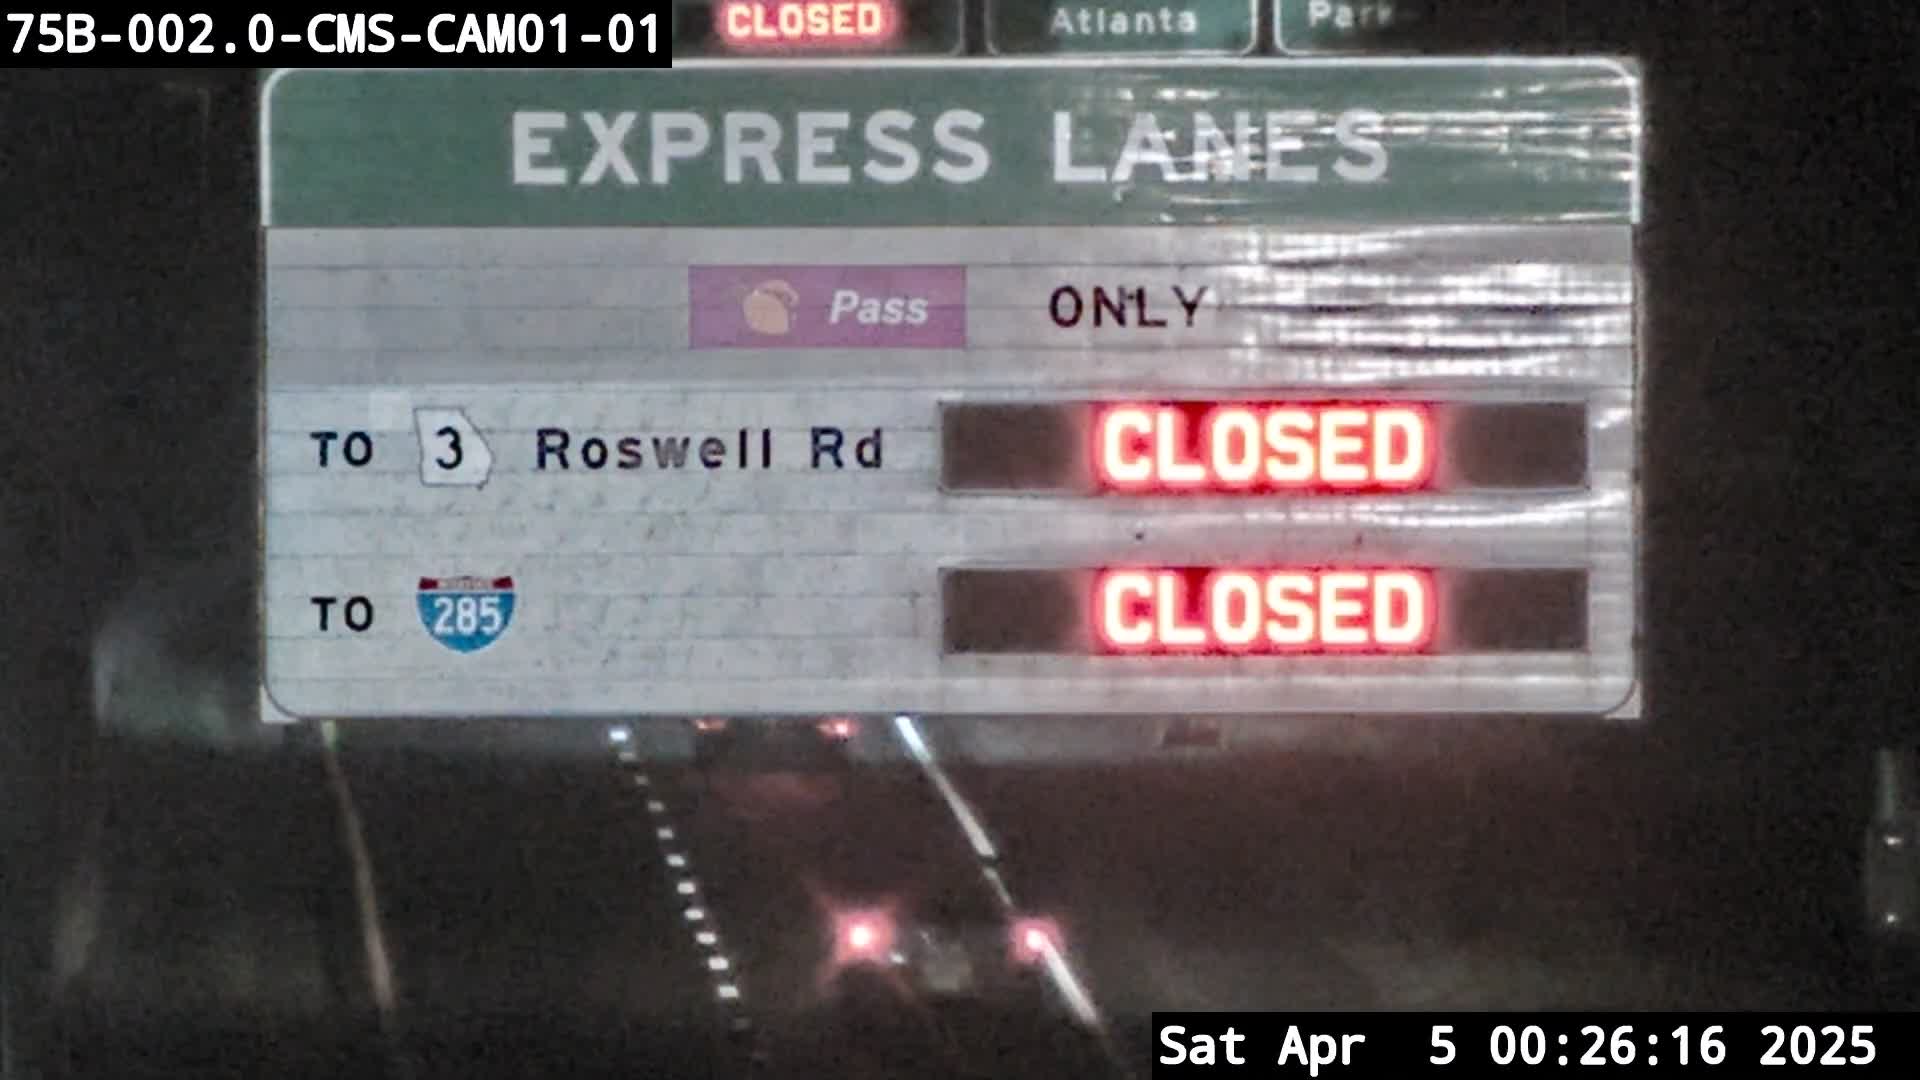 75B-002.0-CMS-CAM01-01
CLOSED
Atlanta
Park
EXPRESS LANES
Pass ONLY
TO 3 Roswell Rd CLOSED
TO 285 CLOSED
Sat Apr 5 00:26:16 2025